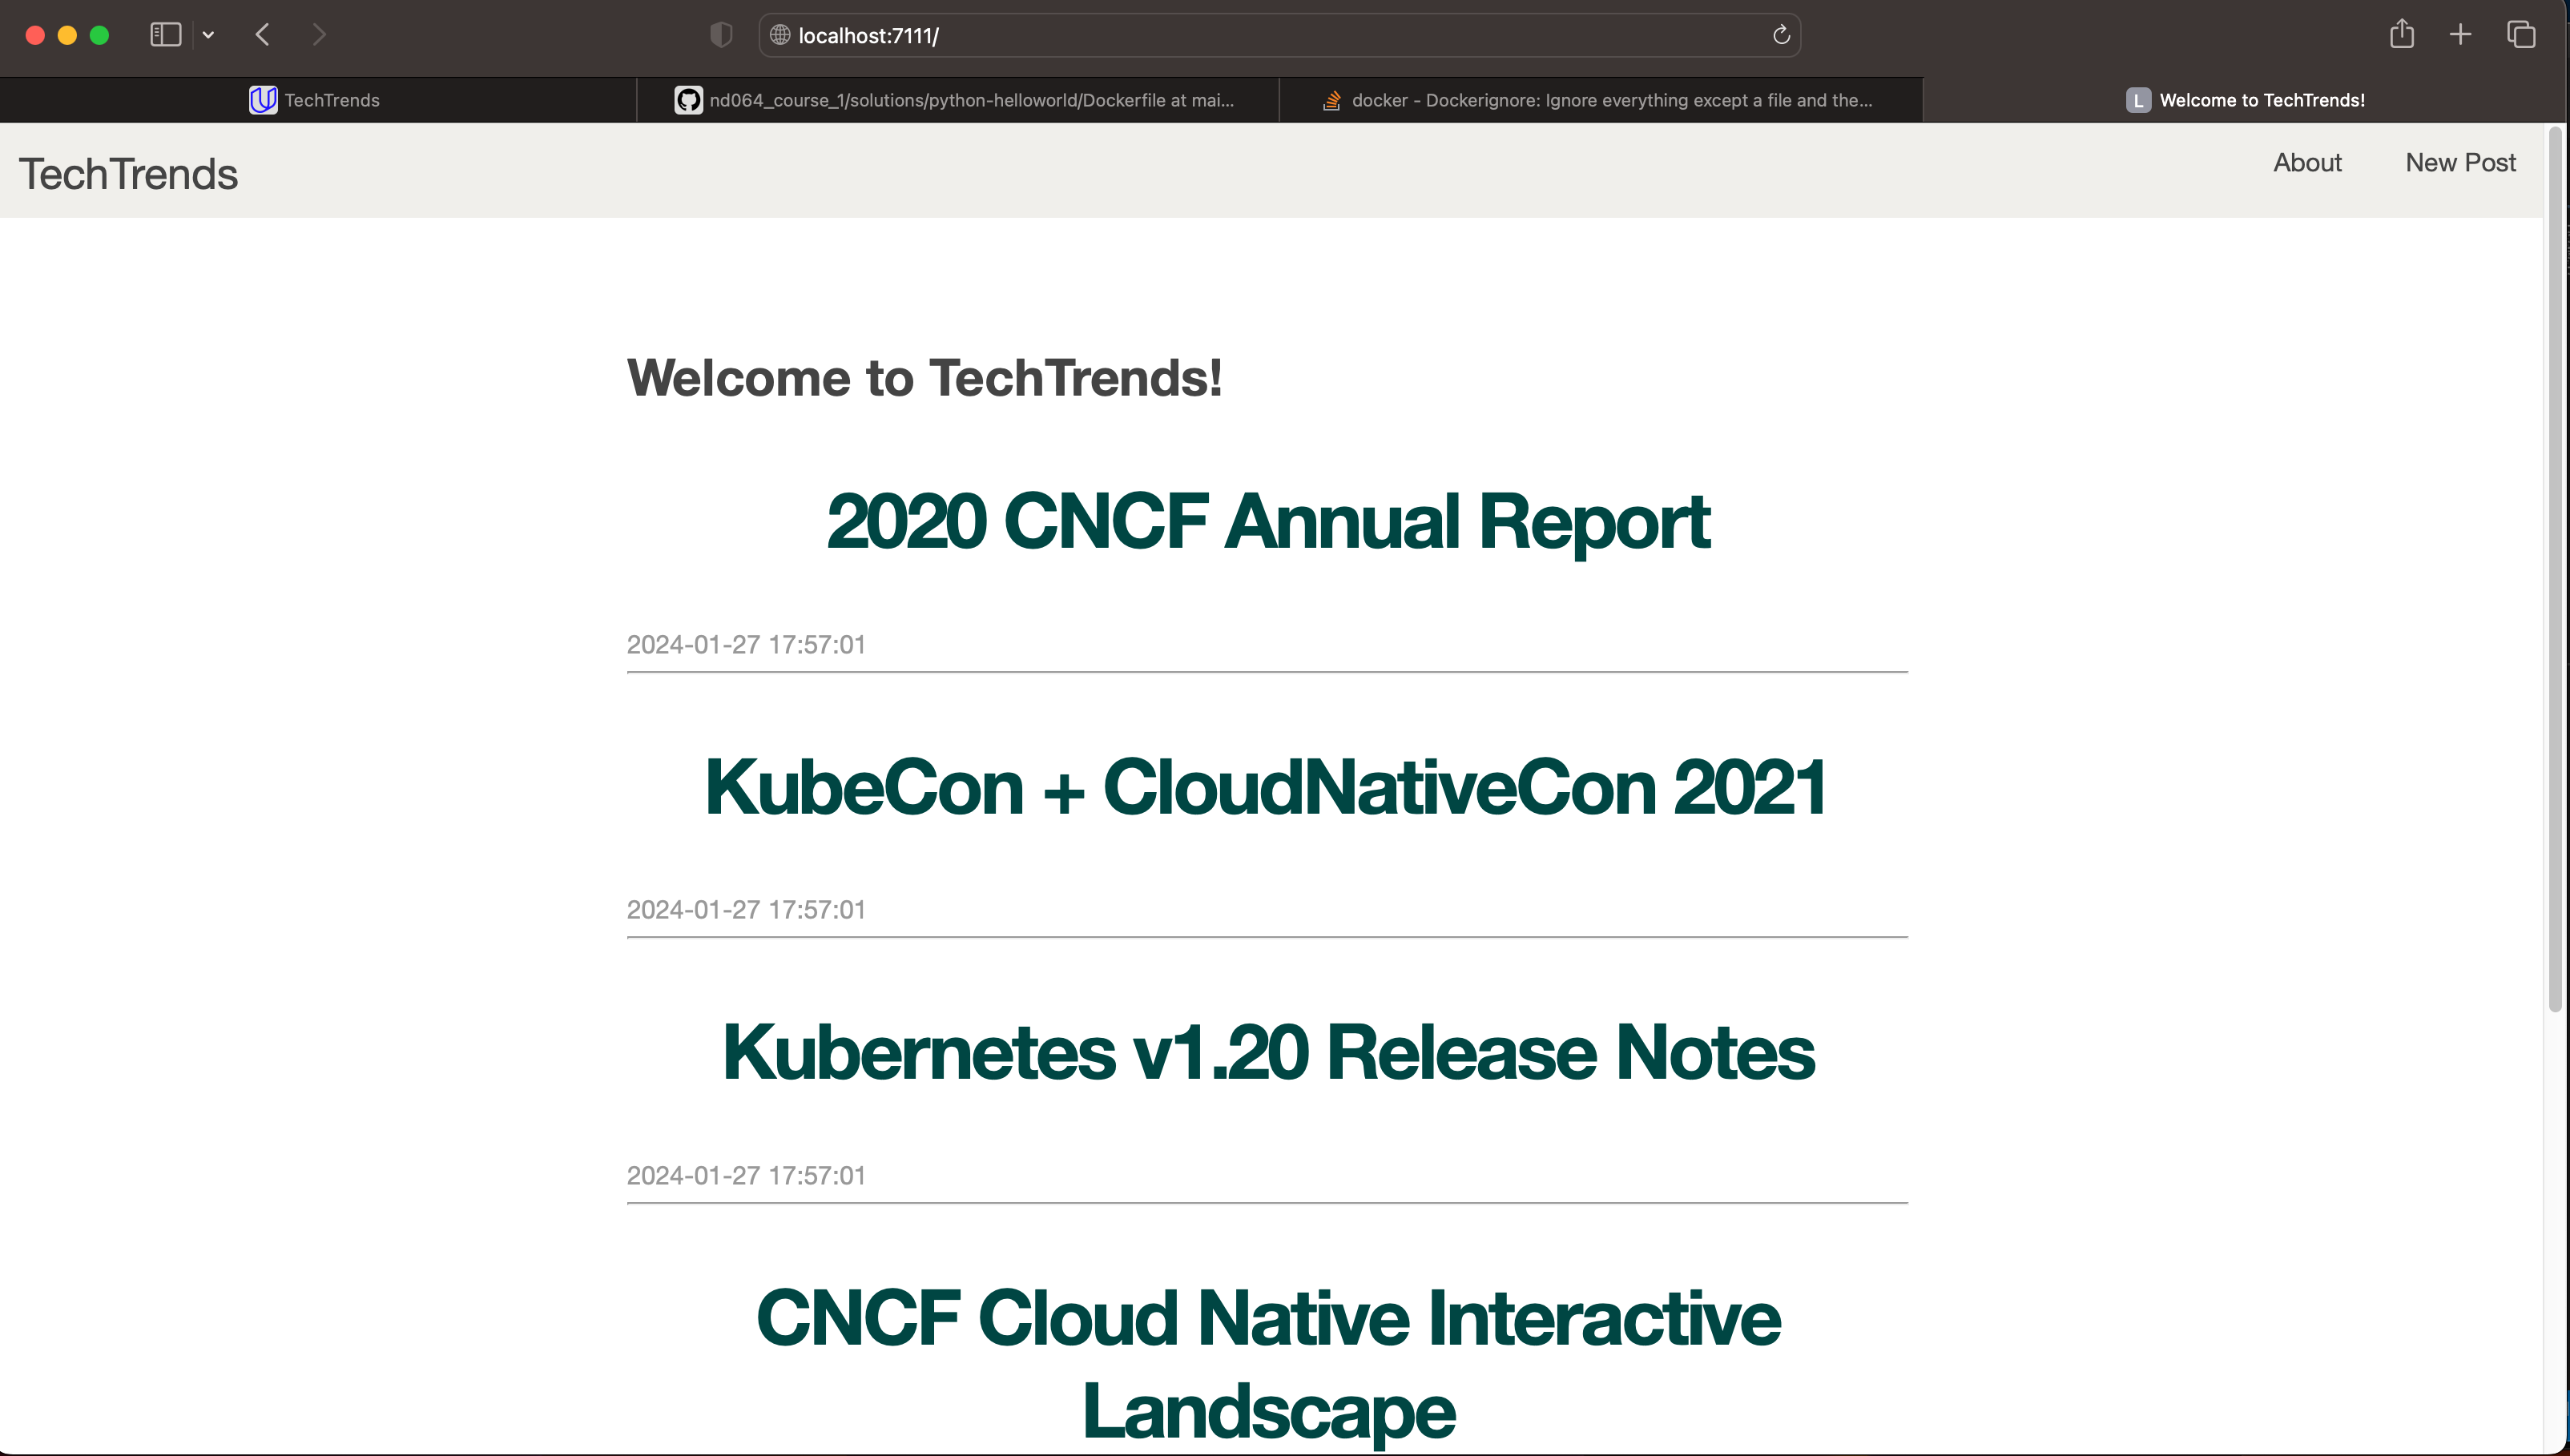 localhost:7111/
TechTrends
nd064_course_1/solutions/python-helloworld/Dockerfile at mai...
docker - Dockerignore: Ignore everything except a file and the...
L Welcome to TechTrends!
TechTrends
About
New Post
Welcome to TechTrends!
2020 CNCF Annual Report
2024-01-27 17:57:01
KubeCon + CloudNativeCon 2021
2024-01-27 17:57:01
Kubernetes v1.20 Release Notes
2024-01-27 17:57:01
CNCF Cloud Native Interactive
Landscape